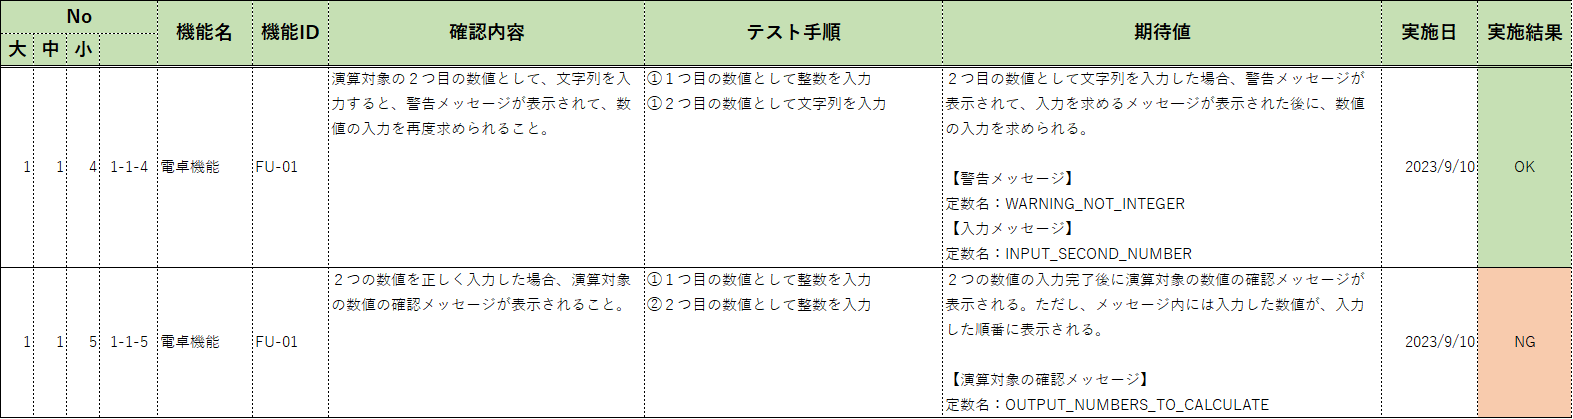 No
大 中 小
機能名 機能ID 確認内容 テスト手順 期待値 実施日 実施結果
1 1 4 1-1-4 電卓機能 FU-01
演算対象の２つ目の数値として、文字列を入
力すると、警告メッセージが表示されて、数
値の入力を再度求められること。
①１つ目の数値として整数を入力
①２つ目の数値として文字列を入力
２つ目の数値として文字列を入力した場合、警告メッセージが
表示されて、入力を求めるメッセージが表示された後に、数値
の入力を求められる。
【警告メッセージ】
定数名：WARNING_NOT_INTEGER
【入力メッセージ】
定数名：INPUT_SECOND_NUMBER
2023/9/10 OK
1 1 5 1-1-5 電卓機能 FU-01
２つの数値を正しく入力した場合、演算対象
の数値の確認メッセージが表示されること。
①１つ目の数値として整数を入力
②２つ目の数値として整数を入力
２つの数値の入力完了後に演算対象の数値の確認メッセージが
表示される。ただし、メッセージ内には入力した数値が、入力
した順番に表示される。
【演算対象の確認メッセージ】
定数名：OUTPUT_NUMBERS_TO_CALCULATE
2023/9/10 NG